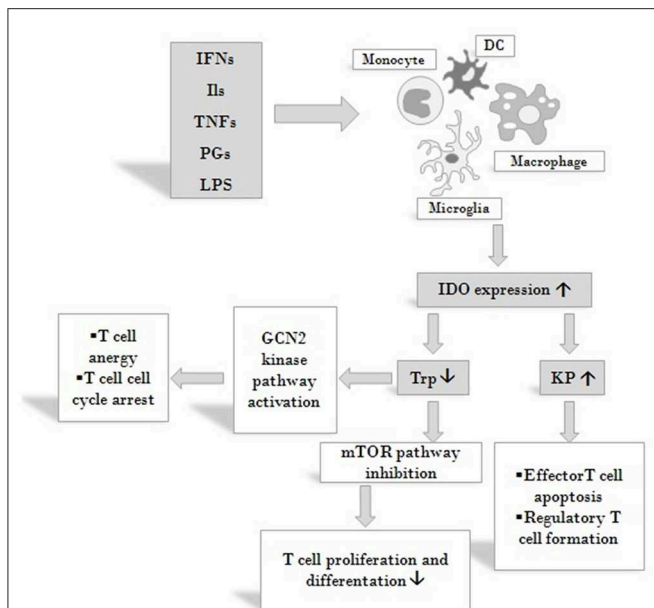 IFNs
Ils
TNFs
PGs
LPS
DC
Monocyte
Macrophage
Microglia
IDO expression ↑
Trp ↓
KP ↑
GCN2
kinase
pathway
activation
▪T cell
anergy
▪T cell cell
cycle arrest
mTOR pathway
inhibition
T cell proliferation and
differentation ↓
▪EffectorT cell
apoptosis
▪Regulatory T
cell formation